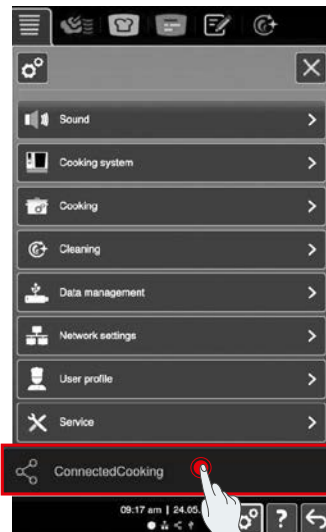 Sound
Cooking system
Cooking
Cleaning
Data management
Network settings
User profile
Service
ConnectedCooking
09:17 am | 24.05.
?